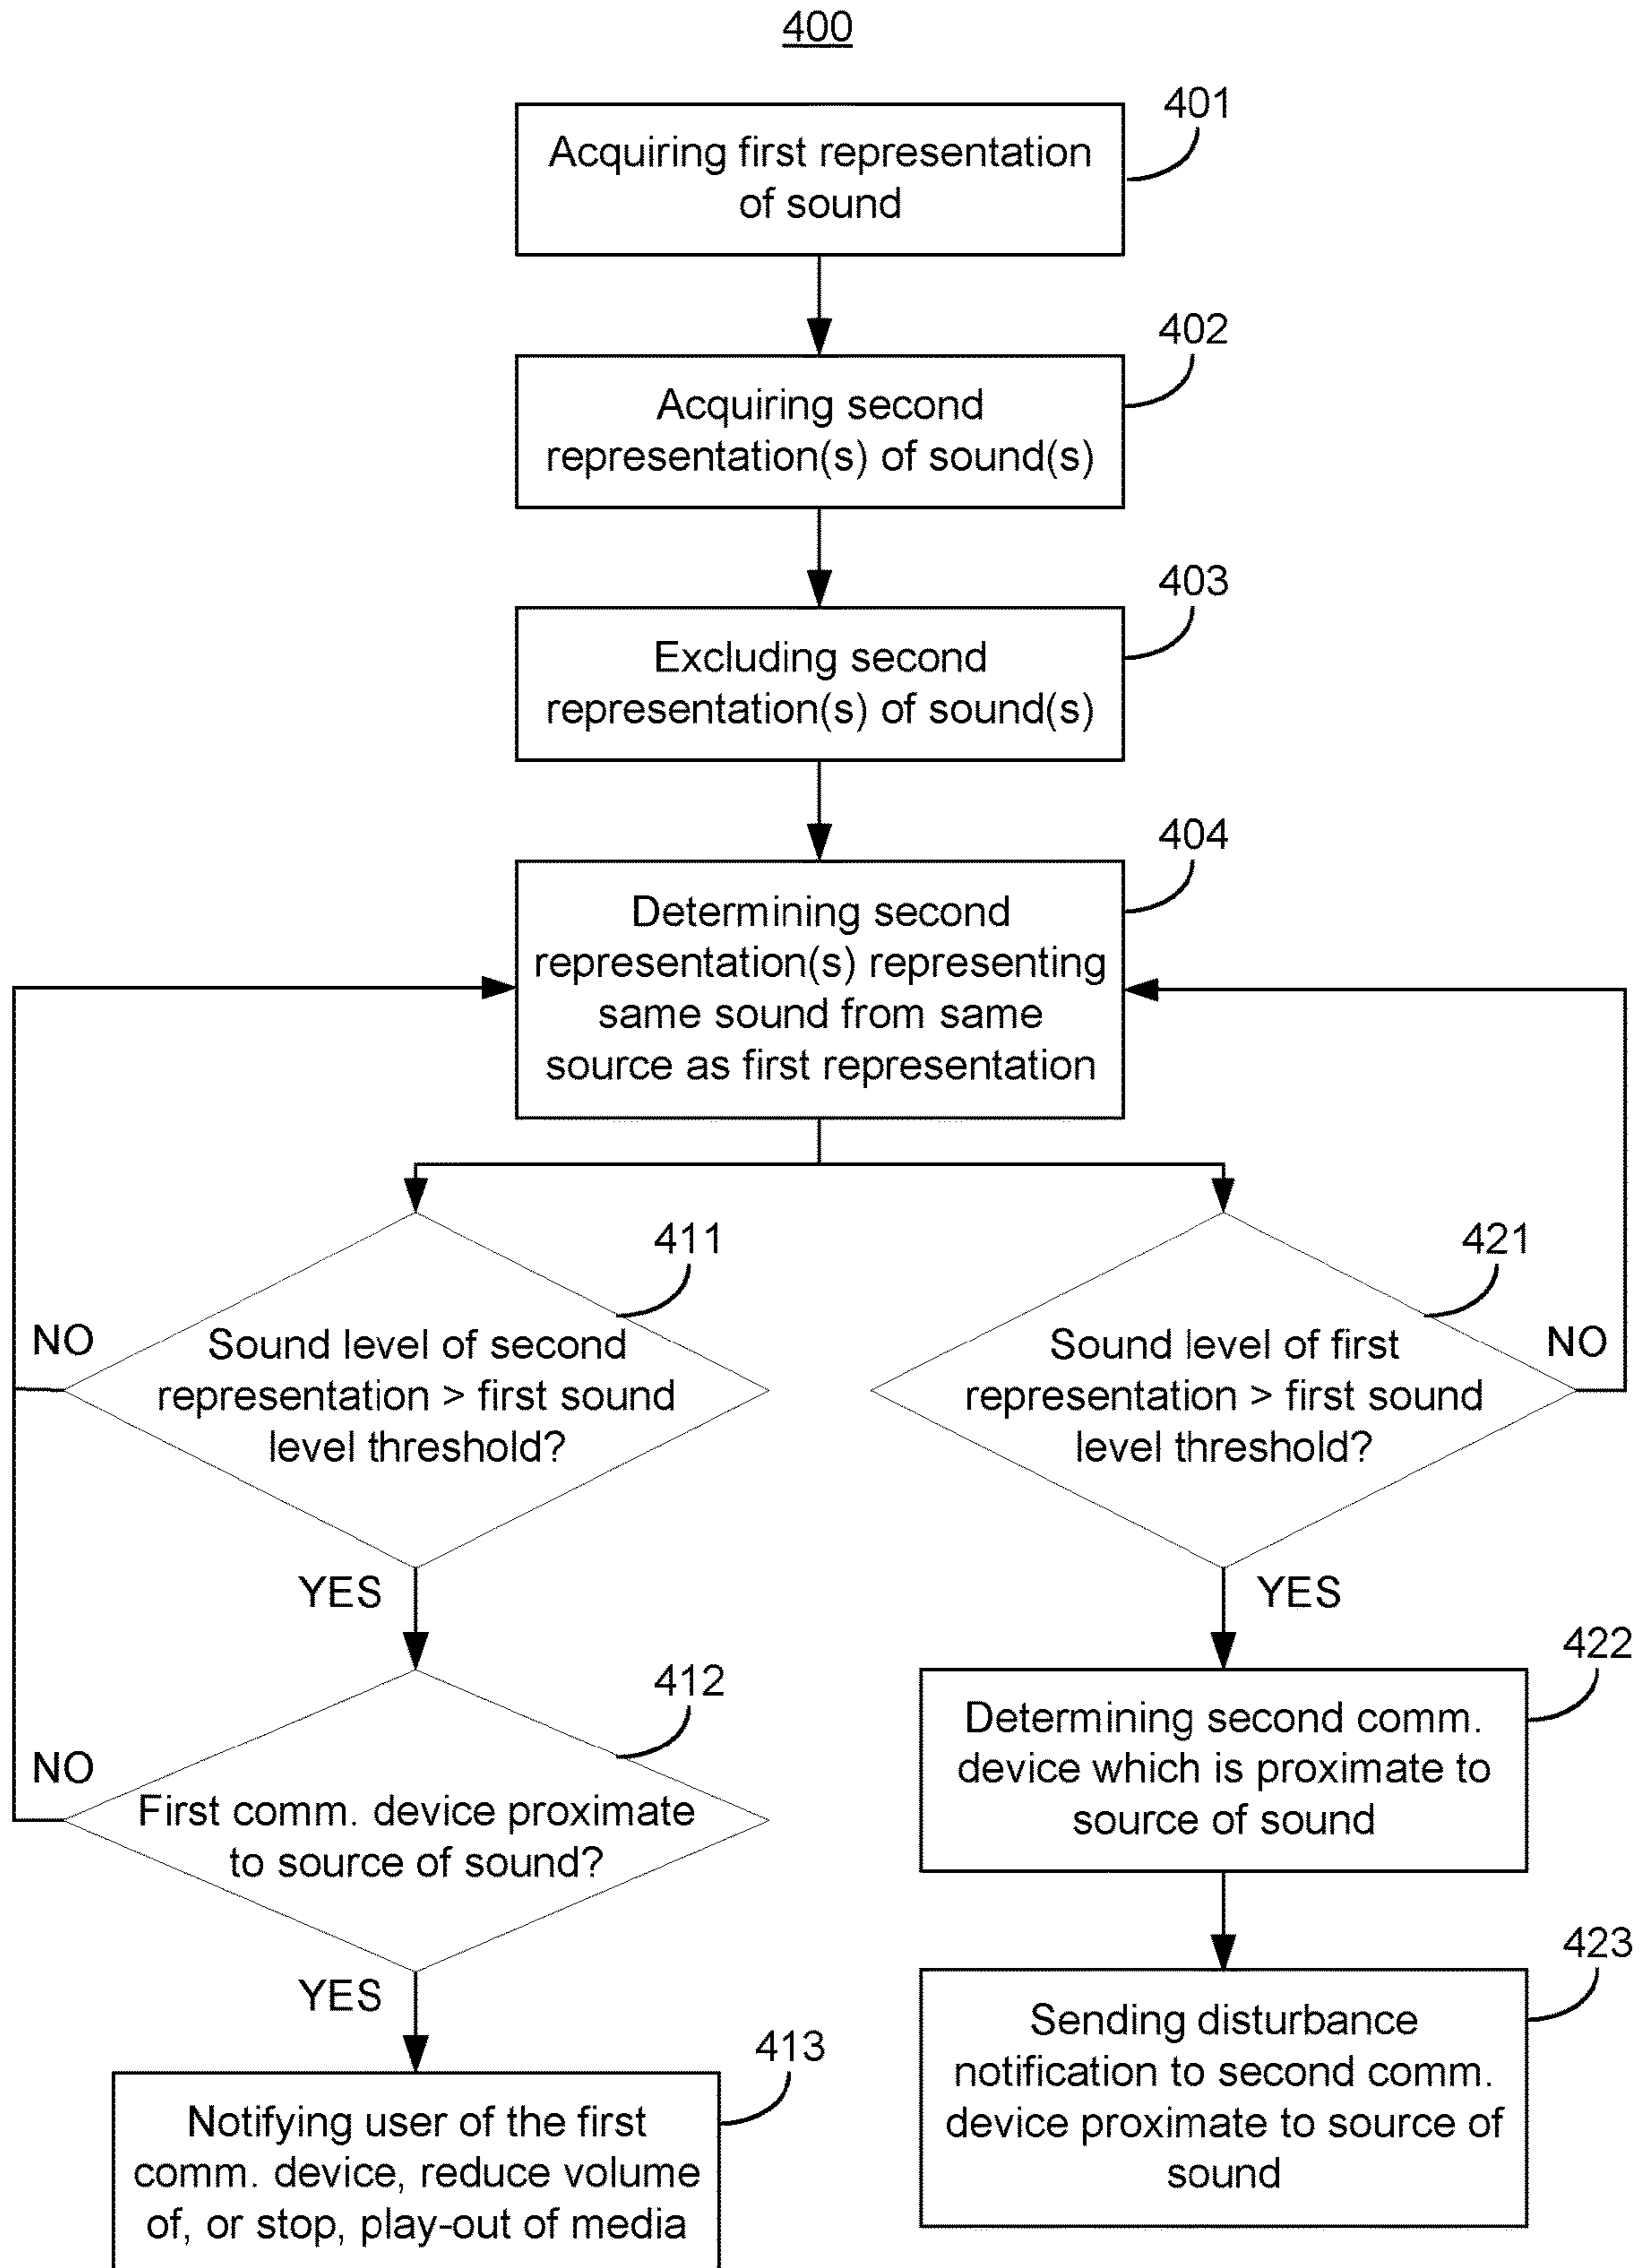 400
401
Acquiring first representation
of sound
402
Acquiring second
representation(s) of sound(s)
403
Excluding second
representation(s) of sound(s)
404
Determining second
representation(s) representing
same sound from same
source as first representation
411
NO
Sound level of second
representation > first sound
level threshold?
YES
421
NO
Sound level of first
representation > first sound
level threshold?
YES
412
NO
First comm. device proximate
to source of sound?
YES
413
Notifying user of the first
comm. device, reduce volume
of, or stop, play-out of media
422
Determining second comm.
device which is proximate to
source of sound
423
Sending disturbance
notification to second comm.
device proximate to source of
sound